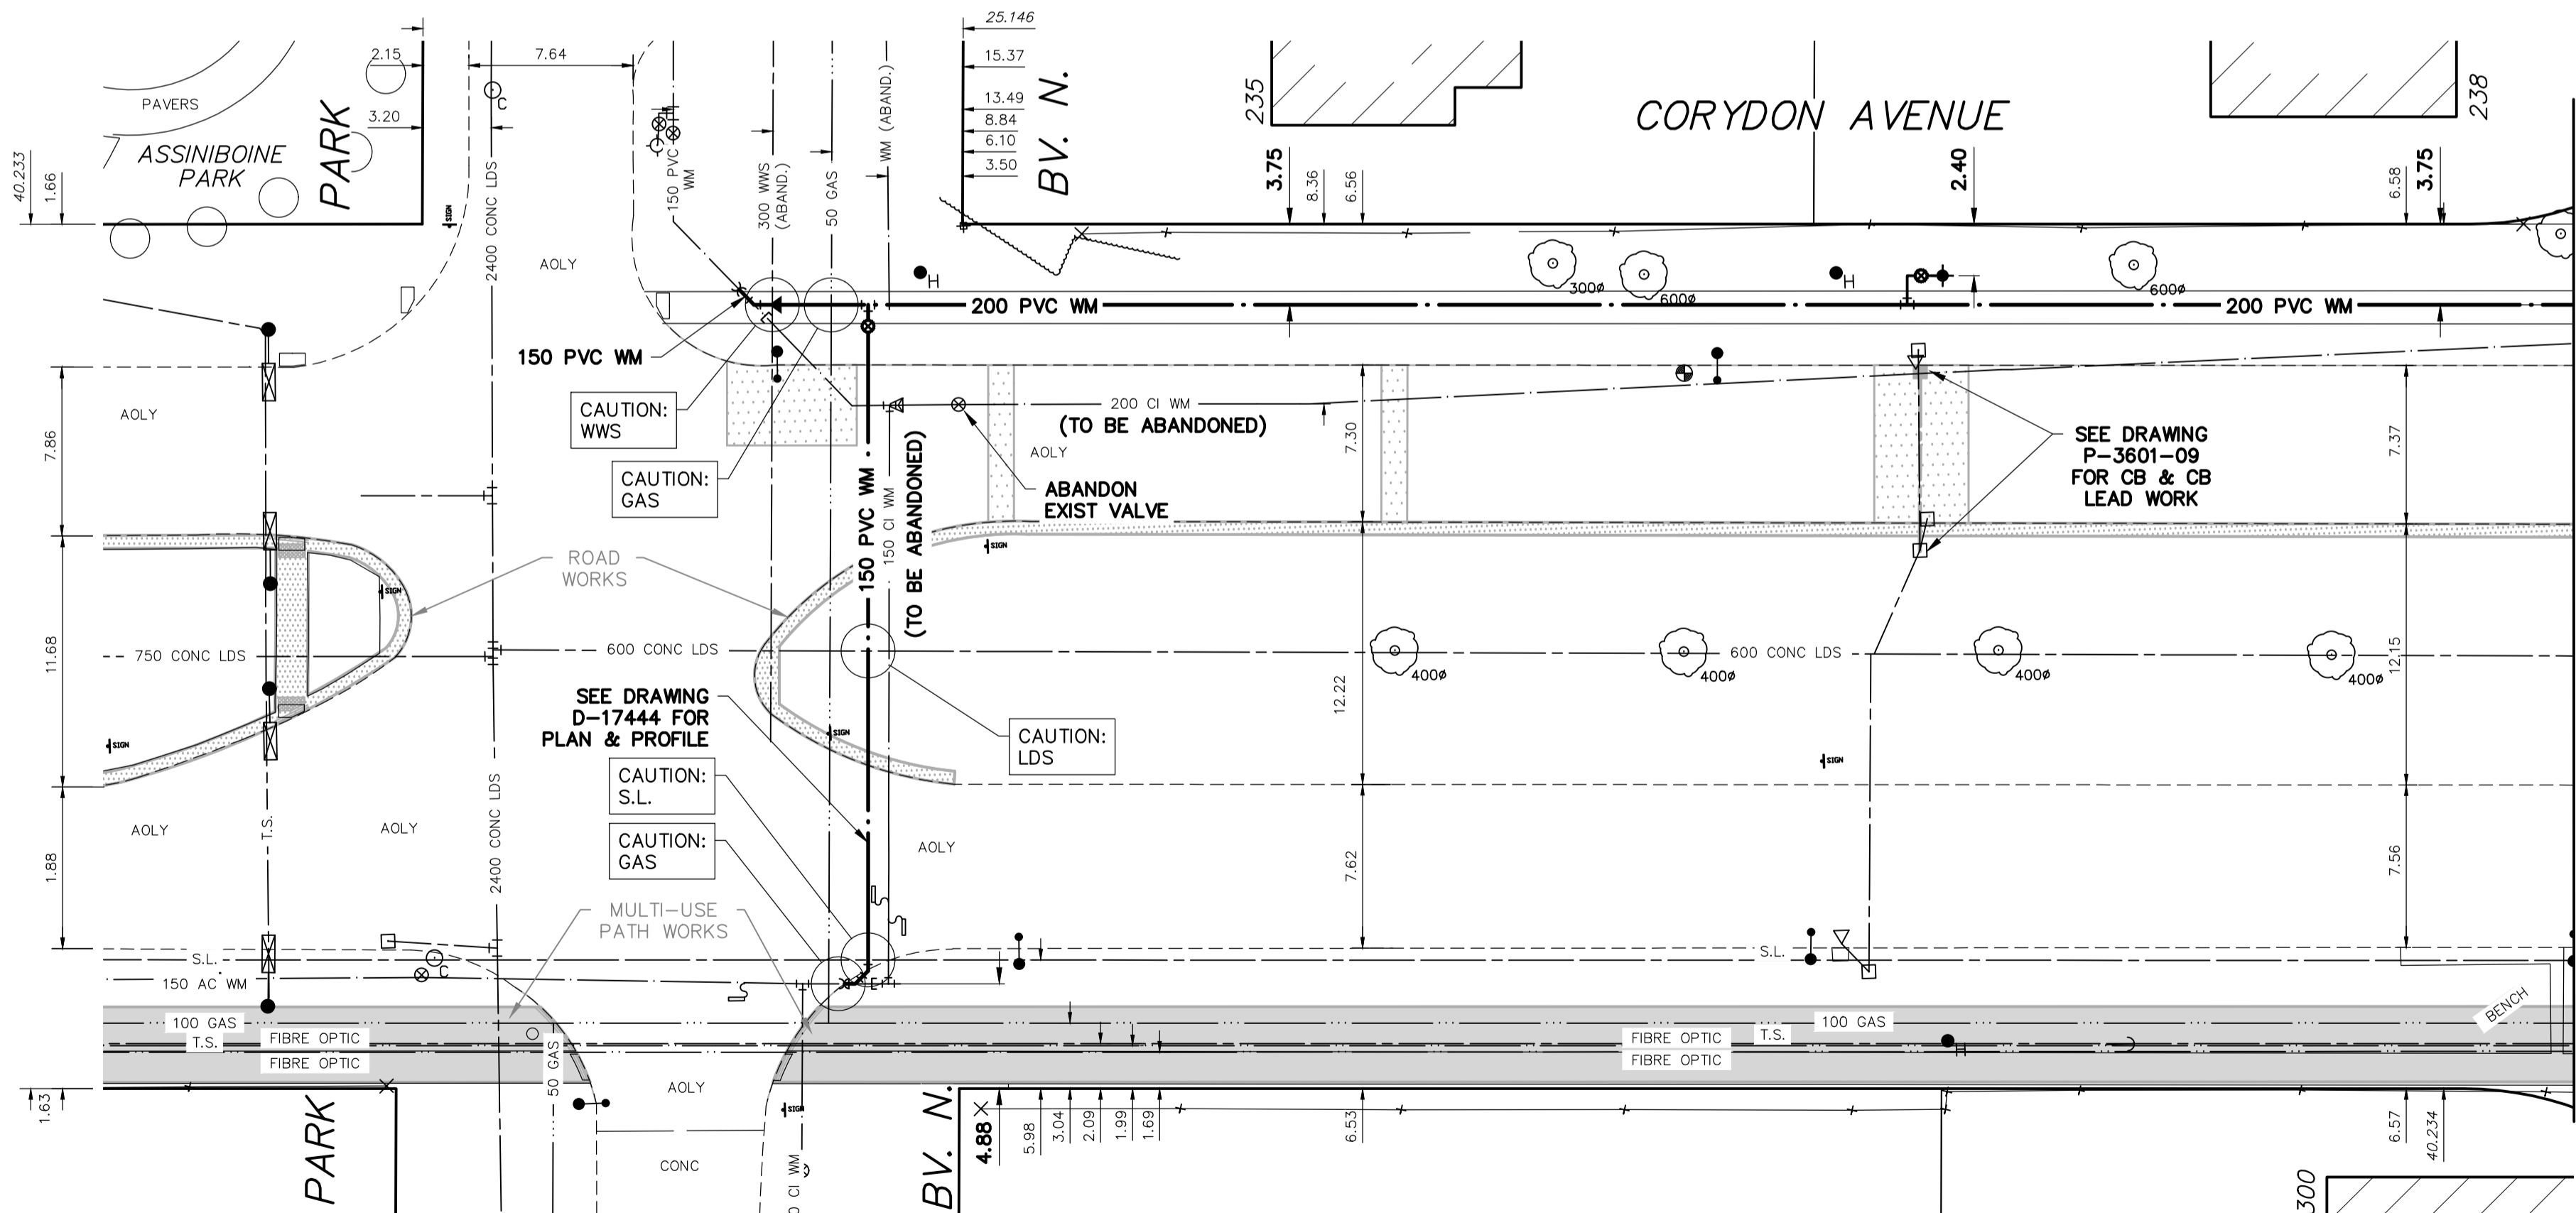 25.146
2.15
7.64
15.37
PAVERS
PARK
C
BV. N.
235
CORYDON AVENUE
238
13.49
3.20
8.84
6.10
3.50
ASSINIBOINE
PARK
40.233
1.66
SIGN
2400 CONC LDS
150 PVC
WM
300 WWS
(ABAND.)
50 GAS
WM (ABAND.)
3.75
8.36
6.56
2.40
6.58
3.75
AOLY
H
300ø
600ø
H
600ø
200 PVC WM
200 PVC WM
150 PVC WM
CAUTION:
WWS
CAUTION:
GAS
200 CI WM
(TO BE ABANDONED)
AOLY
AOLY
7.86
7.30
7.37
ABANDON
EXIST VALVE
SEE DRAWING
P-3601-09
FOR CB & CB
LEAD WORK
150 PVC WM
150 CI WM
(TO BE ABANDONED)
SIGN
ROAD
WORKS
SIGN
11.68
750 CONC LDS
600 CONC LDS
400ø
400ø
600 CONC LDS
400ø
400ø
12.22
12.15
SEE DRAWING
D-17444 FOR
PLAN & PROFILE
SIGN
SIGN
CAUTION:
LDS
SIGN
CAUTION:
S.L.
CAUTION:
GAS
T.S.
AOLY
AOLY
2400 CONC LDS
AOLY
1.88
7.62
7.56
MULTI-USE
PATH WORKS
S.L.
S.L.
C
150 AC WM
E
100 GAS
T.S.
FIBRE OPTIC
FIBRE OPTIC
50 GAS
100 GAS
T.S.
FIBRE OPTIC
FIBRE OPTIC
H
BENCH
AOLY
SIGN
CONC
CI WM
1.63
PARK
BV. N.
4.88
5.98
3.04
2.09
1.99
1.69
6.53
6.57
40.234
300